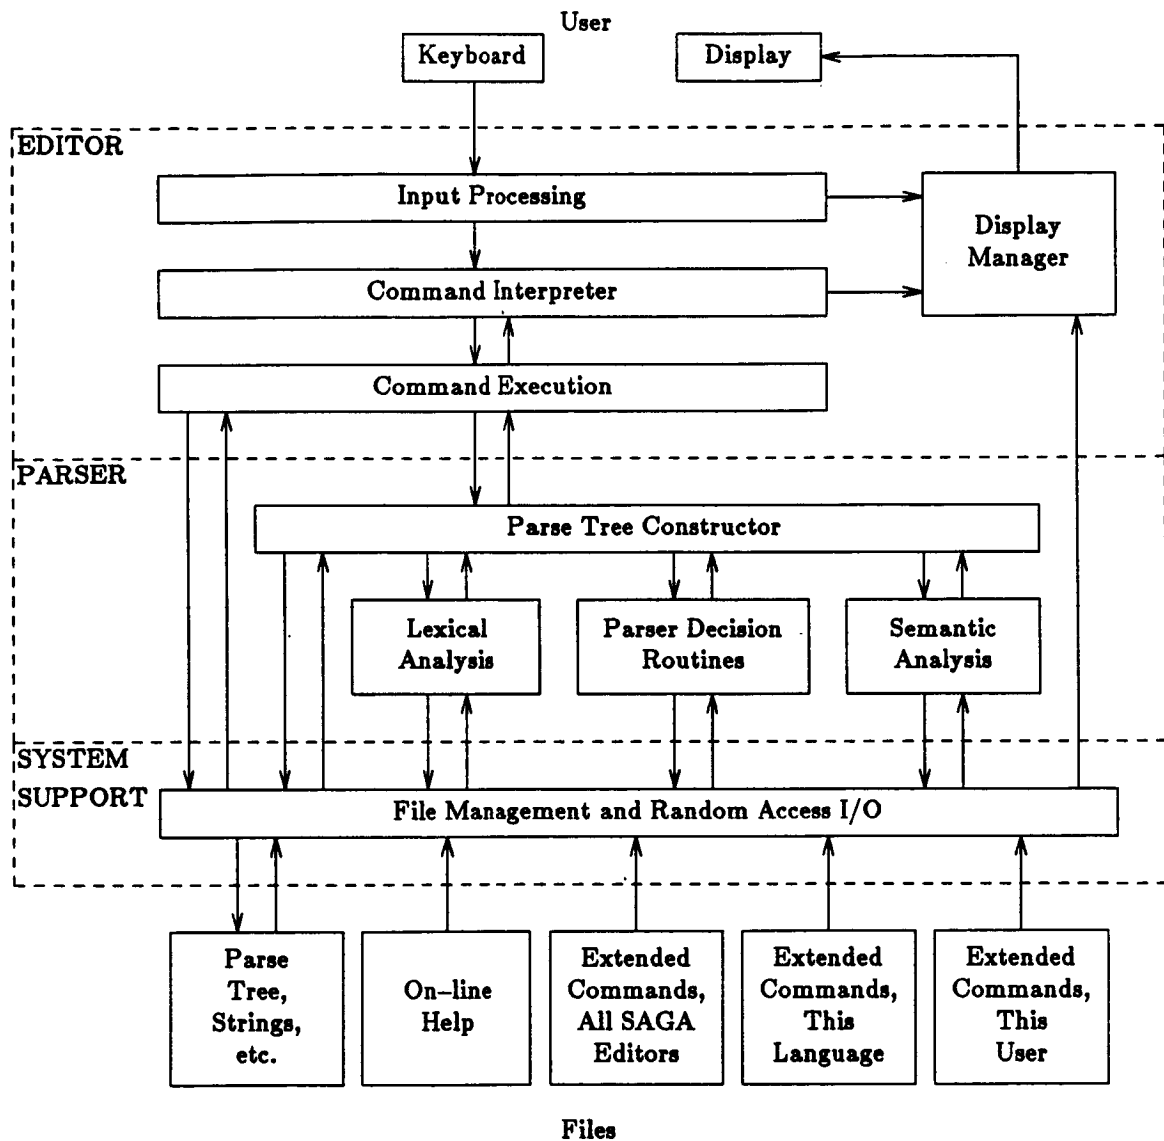 User
Keyboard
Display
EDITOR
Input Processing
Display
Manager
Command Interpreter
Command Execution
PARSER
Parse Tree Constructor
Lexical
Analysis
Parser Decision
Routines
Semantic
Analysis
SYSTEM
SUPPORT
File Management and Random Access I/O
Parse
Tree,
Strings,
etc.
On–line
Help
Extended
Commands,
All SAGA
Editors
Extended
Commands,
This
Language
Extended
Commands,
This
User
Files